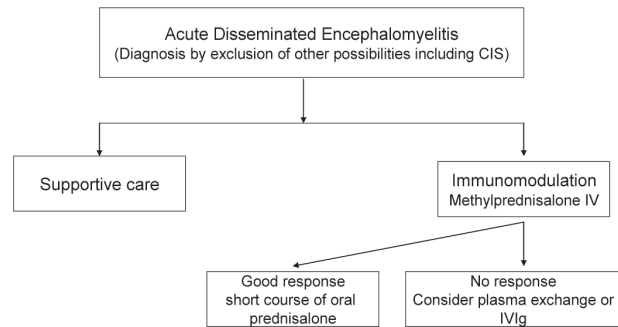 Acute Disseminated Encephalomyelitis
(Diagnosis by exclusion of other possibilities including CIS)
Supportive care
Immunomodulation
Methylprednisalone IV
Good response
short course of oral
prednisalone
No response
Consider plasma exchange or
IVIg